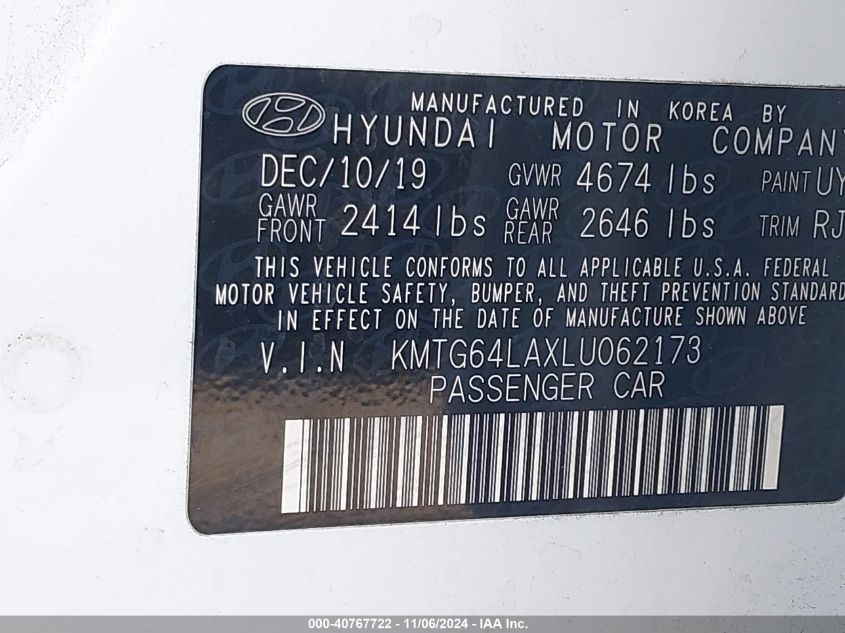 MANUFACTURED IN KOREA BY
HYUNDAI MOTOR COMPANY
DEC/10/19 GVWR 4674 lbs PAINT UY
GAWR FRONT 2414 lbs GAWR REAR 2646 lbs TRIM RJ
THIS VEHICLE CONFORMS TO ALL APPLICABLE U.S.A. FEDERAL
MOTOR VEHICLE SAFETY, BUMPER, AND THEFT PREVENTION STANDARD
IN EFFECT ON THE DATE OF MANUFACTURE SHOWN ABOVE
V.I.N KMTG64LAXLU062173
PASSENGER CAR
000-40767722 - 11/06/2024 - IAA Inc.